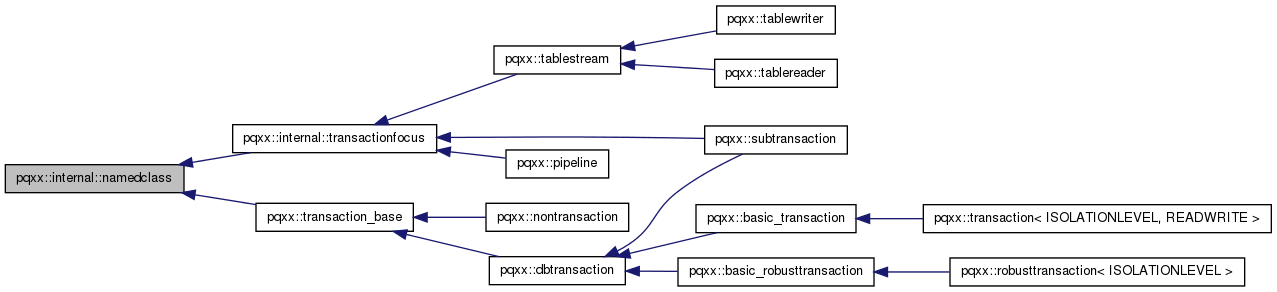 pqxx::tablewriter
pqxx::tablestream
pqxx::tablereader
pqxx::internal::transactionfocus
pqxx::subtransaction
pqxx::pipeline
pqxx::internal::namedclass
pqxx::transaction_base
pqxx::nontransaction
pqxx::basic_transaction
pqxx::transaction< ISOLATIONLEVEL, READWRITE >
pqxx::dbtransaction
pqxx::basic_robusttransaction
pqxx::robusttransaction< ISOLATIONLEVEL >